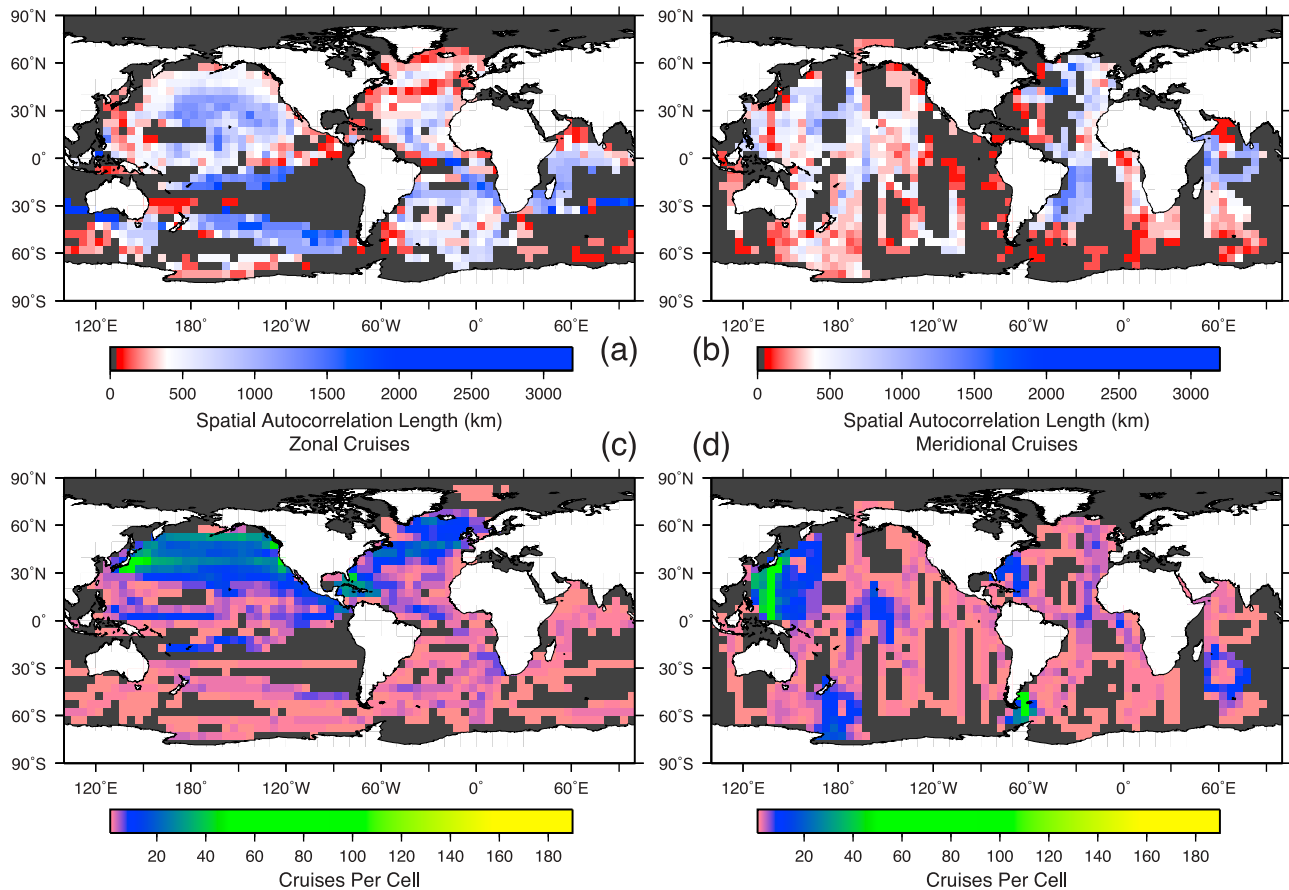 90˚N 90˚N
60˚N 60˚N
30˚N 30˚N
0˚ 0˚
30˚S 30˚S
60˚S 60˚S
90˚S 90˚S
120˚E 180˚ 120˚W 60˚W 0˚ 60˚E 120˚E 180˚ 120˚W 60˚W 0˚ 60˚E
(a) (b)
0 500 1000 1500 2000 2500 3000 0 500 1000 1500 2000 2500 3000
Spatial Autocorrelation Length (km) Spatial Autocorrelation Length (km)
Zonal Cruises (c) (d) Meridional Cruises
90˚N 90˚N
60˚N 60˚N
30˚N 30˚N
0˚ 0˚
30˚S 30˚S
60˚S 60˚S
90˚S 90˚S
120˚E 180˚ 120˚W 60˚W 0˚ 60˚E 120˚E 180˚ 120˚W 60˚W 0˚ 60˚E
20 40 60 80 100 120 140 160 180 20 40 60 80 100 120 140 160 180
Cruises Per Cell Cruises Per Cell